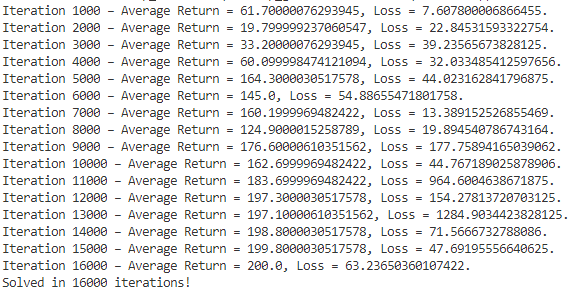 Iteration 1000 – Average Return = 61.70000076293945, Loss = 7.607800006866455.
Iteration 2000 – Average Return = 19.799999237060547, Loss = 22.84531593322754.
Iteration 3000 – Average Return = 33.20000076293945, Loss = 39.23565673828125.
Iteration 4000 – Average Return = 60.099998474121094, Loss = 32.033485412597656.
Iteration 5000 – Average Return = 164.3000030517578, Loss = 44.023162841796875.
Iteration 6000 – Average Return = 145.0, Loss = 54.88655471801758.
Iteration 7000 – Average Return = 160.1999969482422, Loss = 13.389152526855469.
Iteration 8000 – Average Return = 124.9000015258789, Loss = 19.894540786743164.
Iteration 9000 – Average Return = 176.60000610351562, Loss = 177.75894165039062.
Iteration 10000 – Average Return = 162.6999969482422, Loss = 44.767189025878906.
Iteration 11000 – Average Return = 183.6999969482422, Loss = 964.6004638671875.
Iteration 12000 – Average Return = 197.3000030517578, Loss = 154.27813720703125.
Iteration 13000 – Average Return = 197.10000610351562, Loss = 1284.9034423828125.
Iteration 14000 – Average Return = 198.8000030517578, Loss = 71.5666732788086.
Iteration 15000 – Average Return = 199.8000030517578, Loss = 47.69195556640625.
Iteration 16000 – Average Return = 200.0, Loss = 63.23650360107422.
Solved in 16000 iterations!